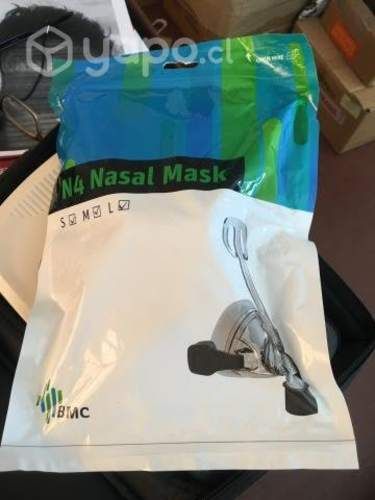 yapo.cl
N4 Nasal Mask
S ☑ M ☑ L ☑
BMC